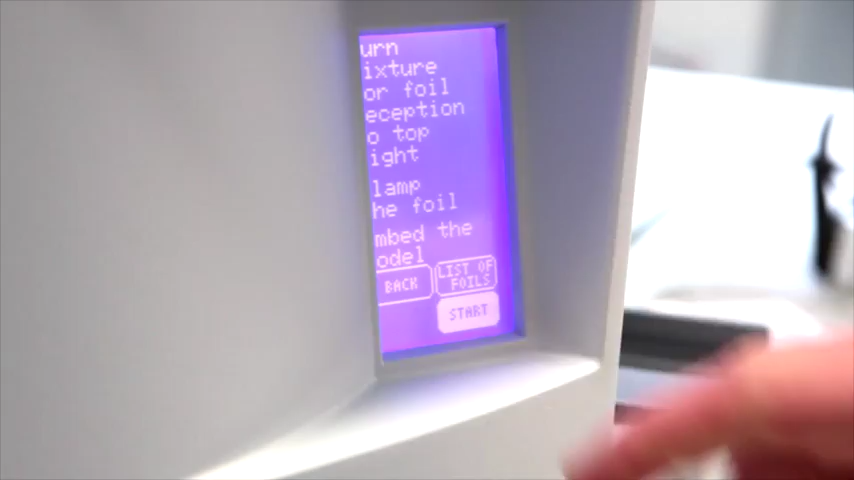 urn
ixture
or foil
eception
o top
ight
lamp
he foil
mbed the
odel
BACK
LIST OF
FOILS
START